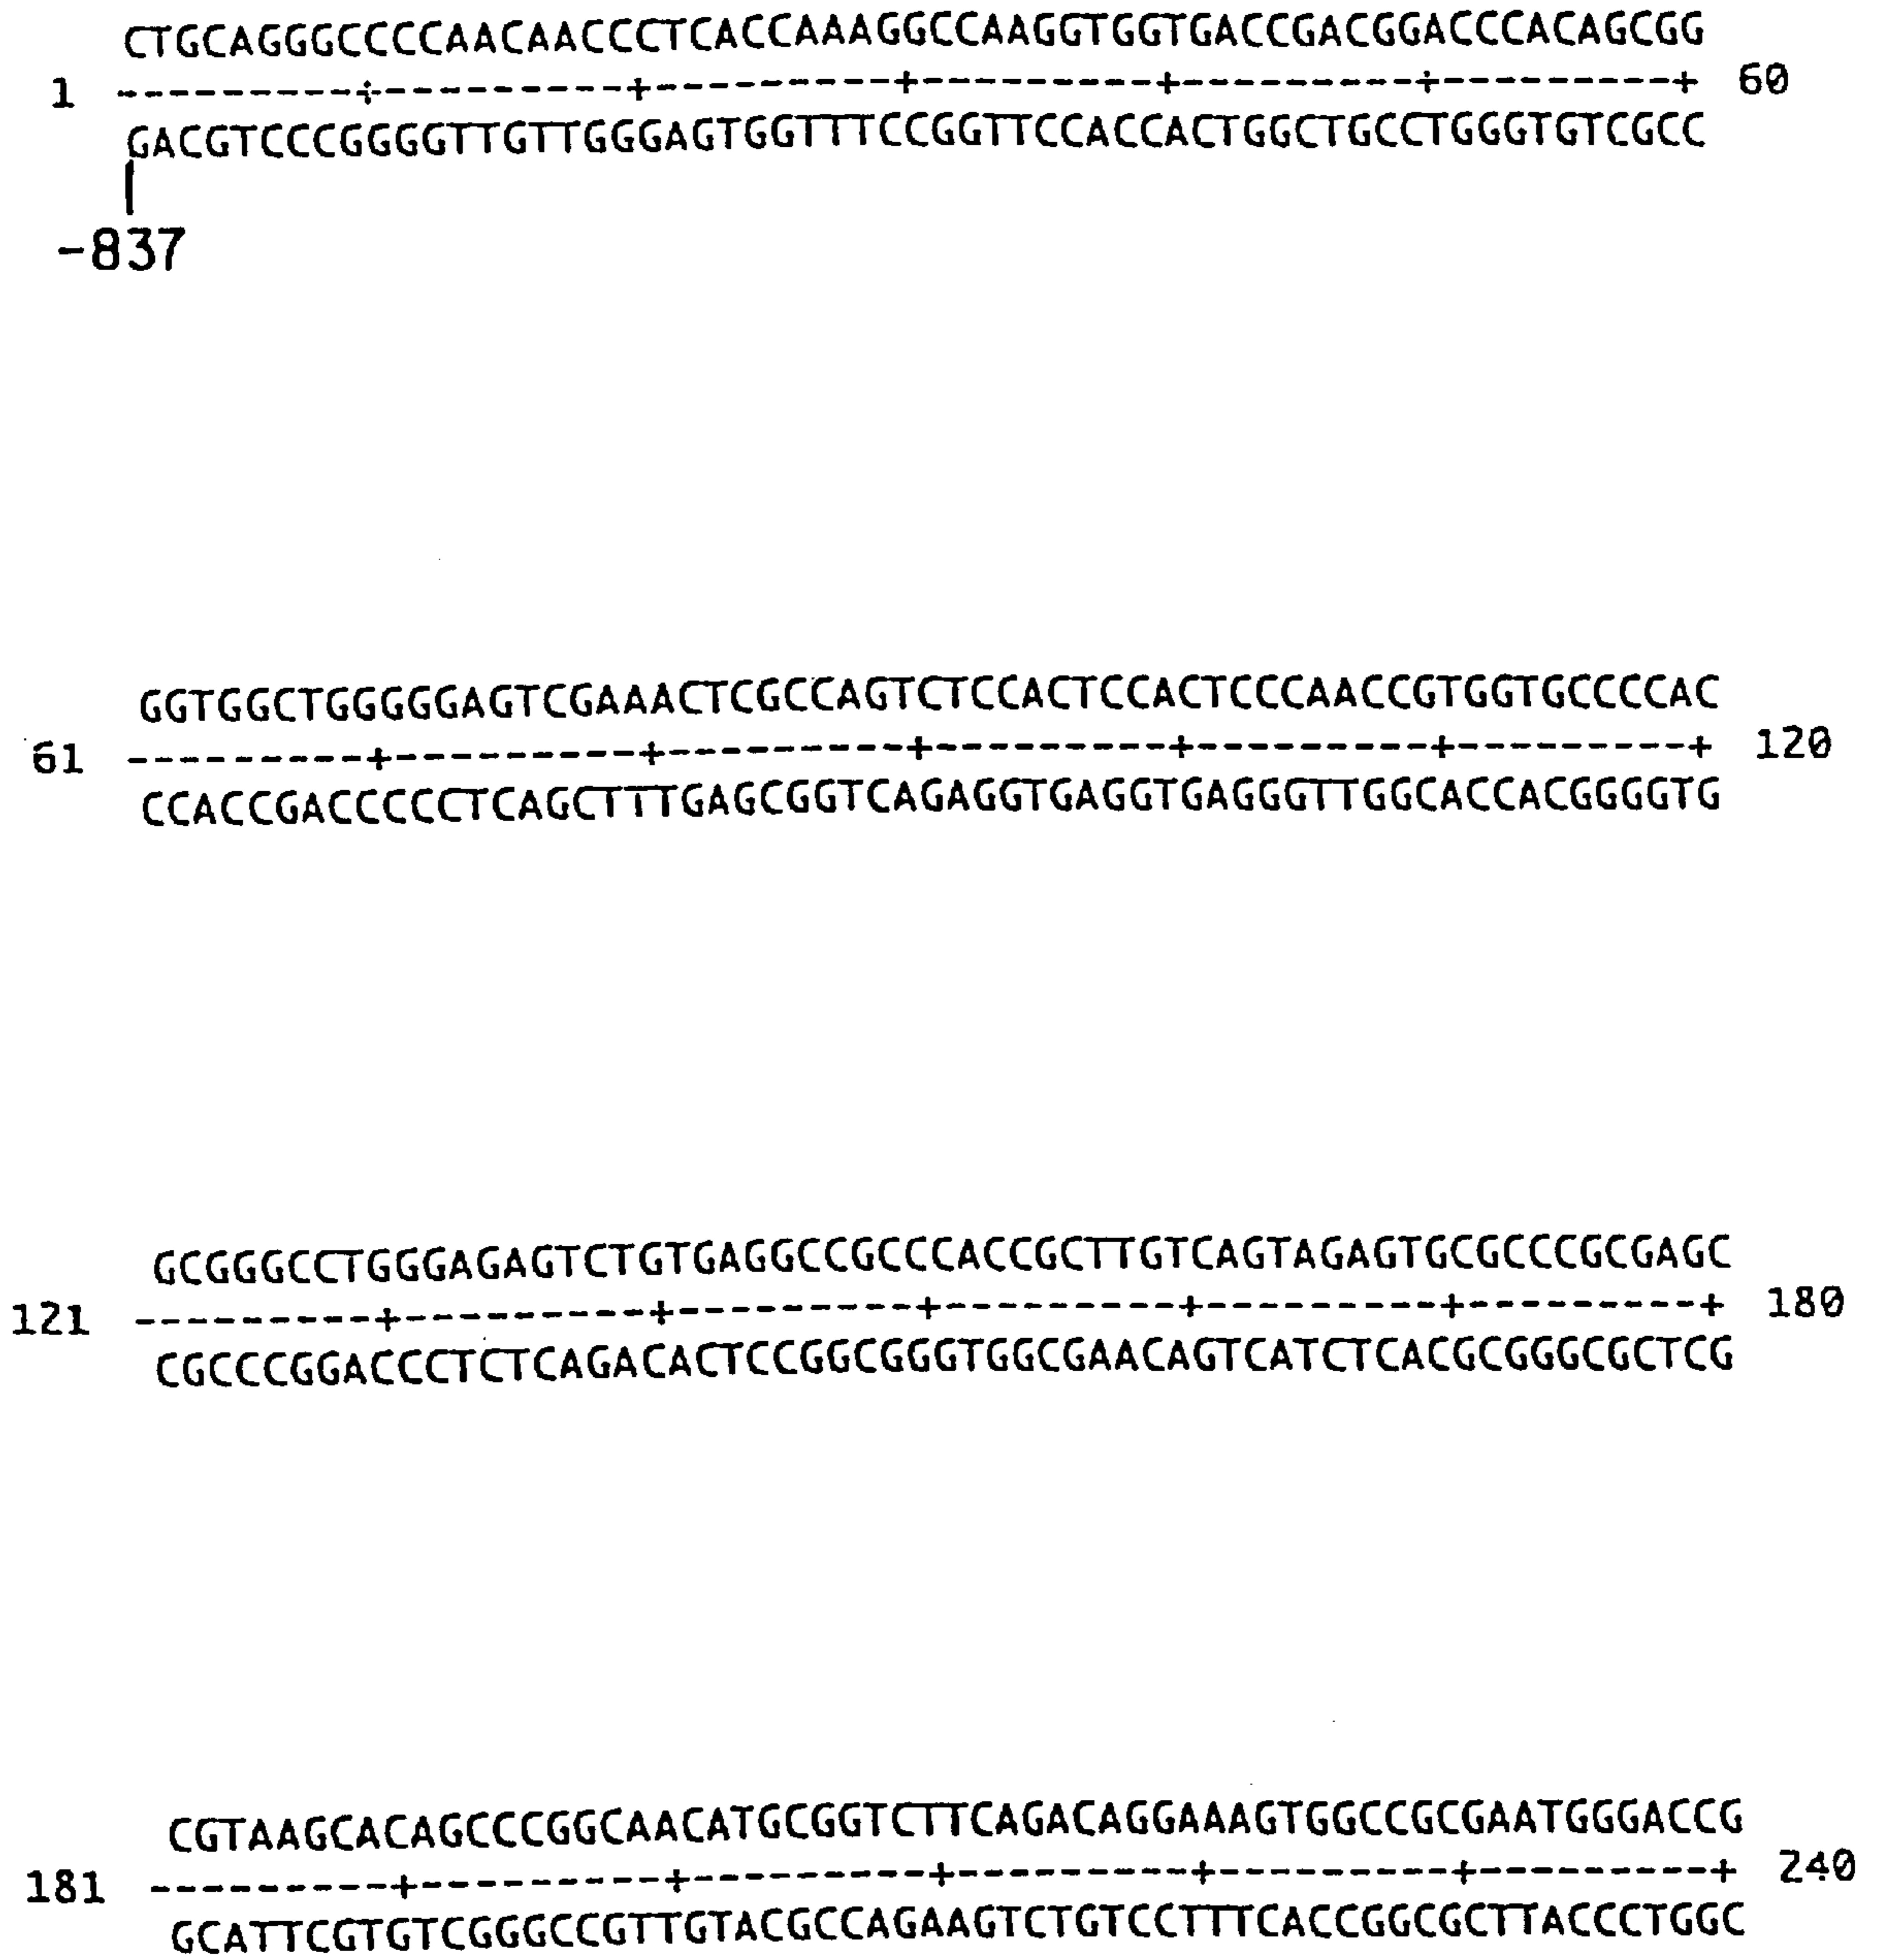 CTGCAGGGCCCCAACAACCCTCACCAAAGGCCAAGGTGGTGACCGACGGACCCACAGCGG
1 ---------+---------+---------+---------+---------+---------+ 60
GACGTCCCGGGGTTGTTGGGAGTGGTTTCCGGTTCCACCACTGGCTGCCTGGGTGTCGCC
-837
GGTGGCTGGGGGAGTCGAAACTCGCCAGTCTCCACTCCACTCCCAACCGTGGTGCCCCAC
61 ---------+---------+---------+---------+---------+---------+ 120
CCACCGACCCCCTCAGCTTTGAGCGGTCAGAGGTGAGGTGAGGGTTGGCACCACGGGGTG
GCGGGCCTGGGAGAGTCTGTGAGGCCGCCCACCGCTTGTCAGTAGAGTGCGCCCGCGAGC
121 ---------+---------+---------+---------+---------+---------+ 180
CGCCCGGACCCTCTCAGACACTCCGGCGGGTGGCGAACAGTCATCTCACGCGGGCGCTCG
CGTAAGCACAGCCCGGCAACATGCGGTCTTCAGACAGGAAAGTGGCCGCGAATGGGACCG
181 ---------+---------+---------+---------+---------+---------+ 240
GCATTCGTGTCGGGCCGTTGTACGCCAGAAGTCTGTCCTTTCACCGGCGCTTACCCTGGC